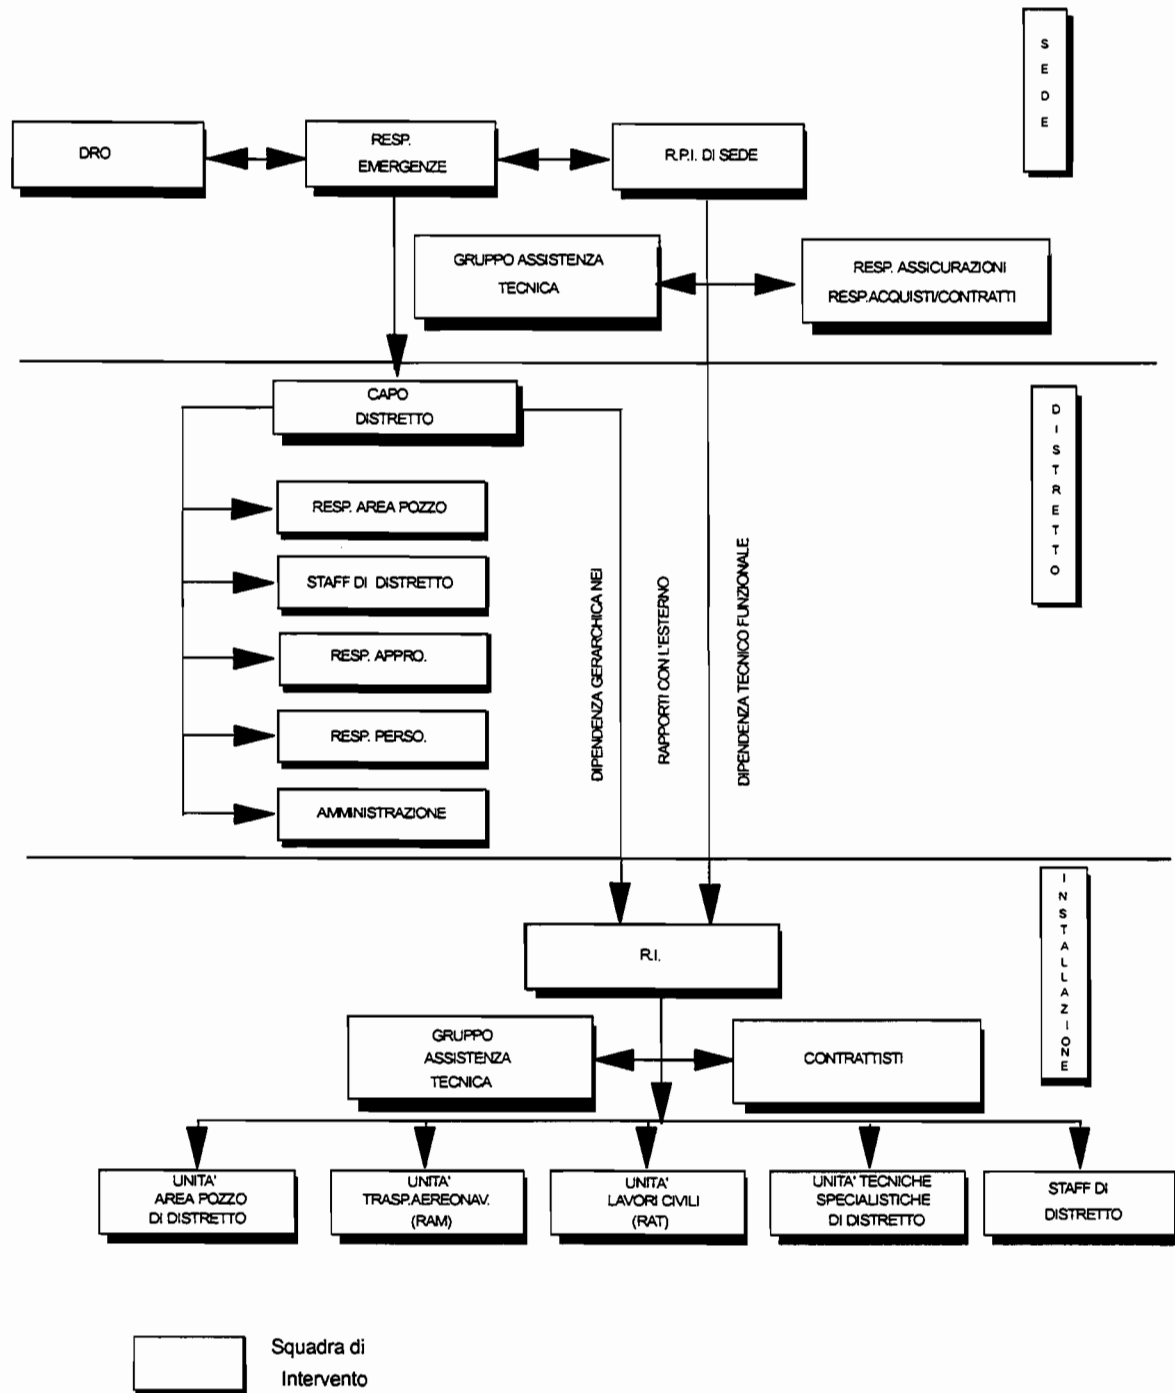 SEDE
DRO
RESP.
EMERGENZE
R.P.I. DI SEDE
GRUPPO ASSISTENZA
TECNICA
RESP. ASSICURAZIONI
RESP.ACQUISTI/CONTRATTI
CAPO
DISTRETTO
DISTRETTO
RESP. AREA POZZO
STAFF DI DISTRETTO
RESP. APPRO.
RESP. PERSO.
AMMINISTRAZIONE
DIPENDENZA GERARCHICA NEI
RAPPORTI CON L'ESTERNO
DIPENDENZA TECNICO FUNZIONALE
INSTALLAZIONE
R.I.
GRUPPO
ASSISTENZA
TECNICA
CONTRATTISTI
UNITA'
AREA POZZO
DI DISTRETTO
UNITA'
TRASP.AEREONAV.
(RAM)
UNITA'
LAVORI CIVILI
(RAT)
UNITA' TECNICHE
SPECIALISTICHE
DI DISTRETTO
STAFF DI
DISTRETTO
Squadra di
Intervento